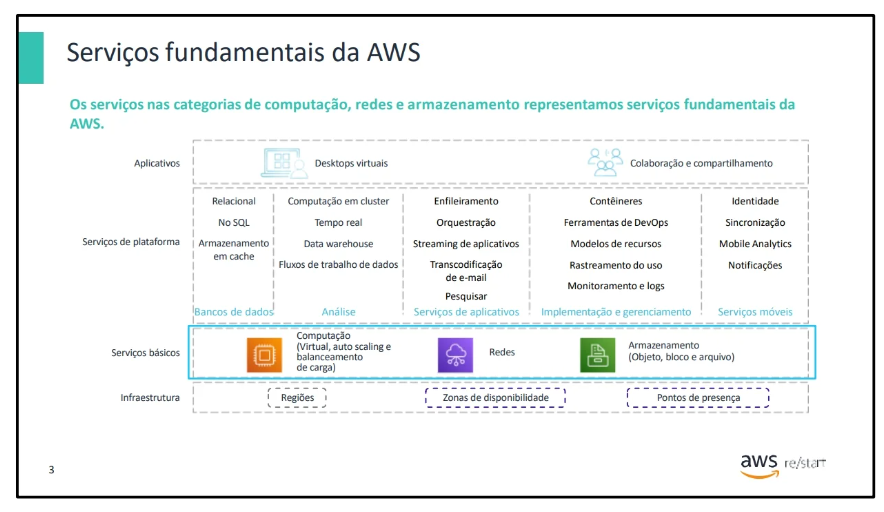 Serviços fundamentais da AWS
Os serviços nas categorias de computação, redes e armazenamento representamos serviços fundamentais da
AWS.
Aplicativos
Desktops virtuais
Colaboração e compartilhamento
Serviços de plataforma
Relacional
No SQL
Armazenamento
em cache
Bancos de dados
Computação em cluster
Tempo real
Data warehouse
Fluxos de trabalho de dados
Análise
Enfileiramento
Orquestração
Streaming de aplicativos
Transcodificação
de e-mail
Pesquisar
Serviços de aplicativos
Contêineres
Ferramentas de DevOps
Modelos de recursos
Rastreamento do uso
Monitoramento e logs
Implementação e gerenciamento
Identidade
Sincronização
Mobile Analytics
Notificações
Serviços móveis
Serviços básicos
Computação
(Virtual, auto scaling e
balanceamento
de carga)
Redes
Armazenamento
(Objeto, bloco e arquivo)
Infraestrutura
Regiões
Zonas de disponibilidade
Pontos de presença
3
aws re/start